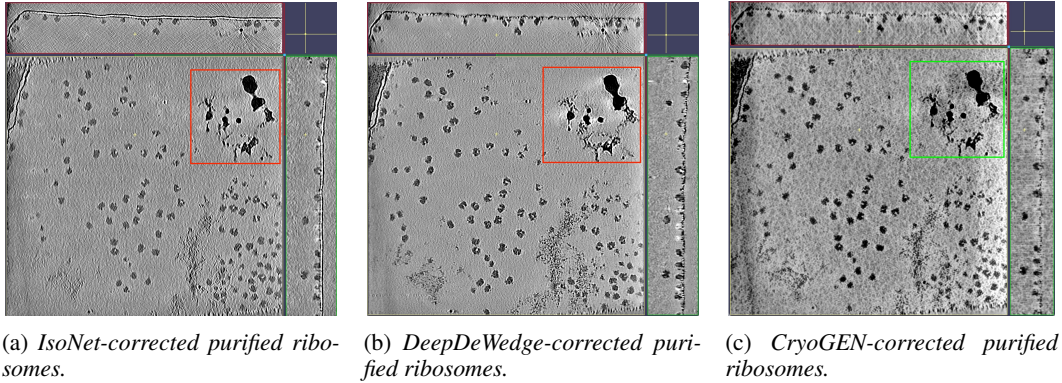 (a) IsoNet-corrected purified ribo-
somes.
(b) DeepDeWedge-corrected puri-
fied ribosomes.
(c) CryoGEN-corrected purified
ribosomes.